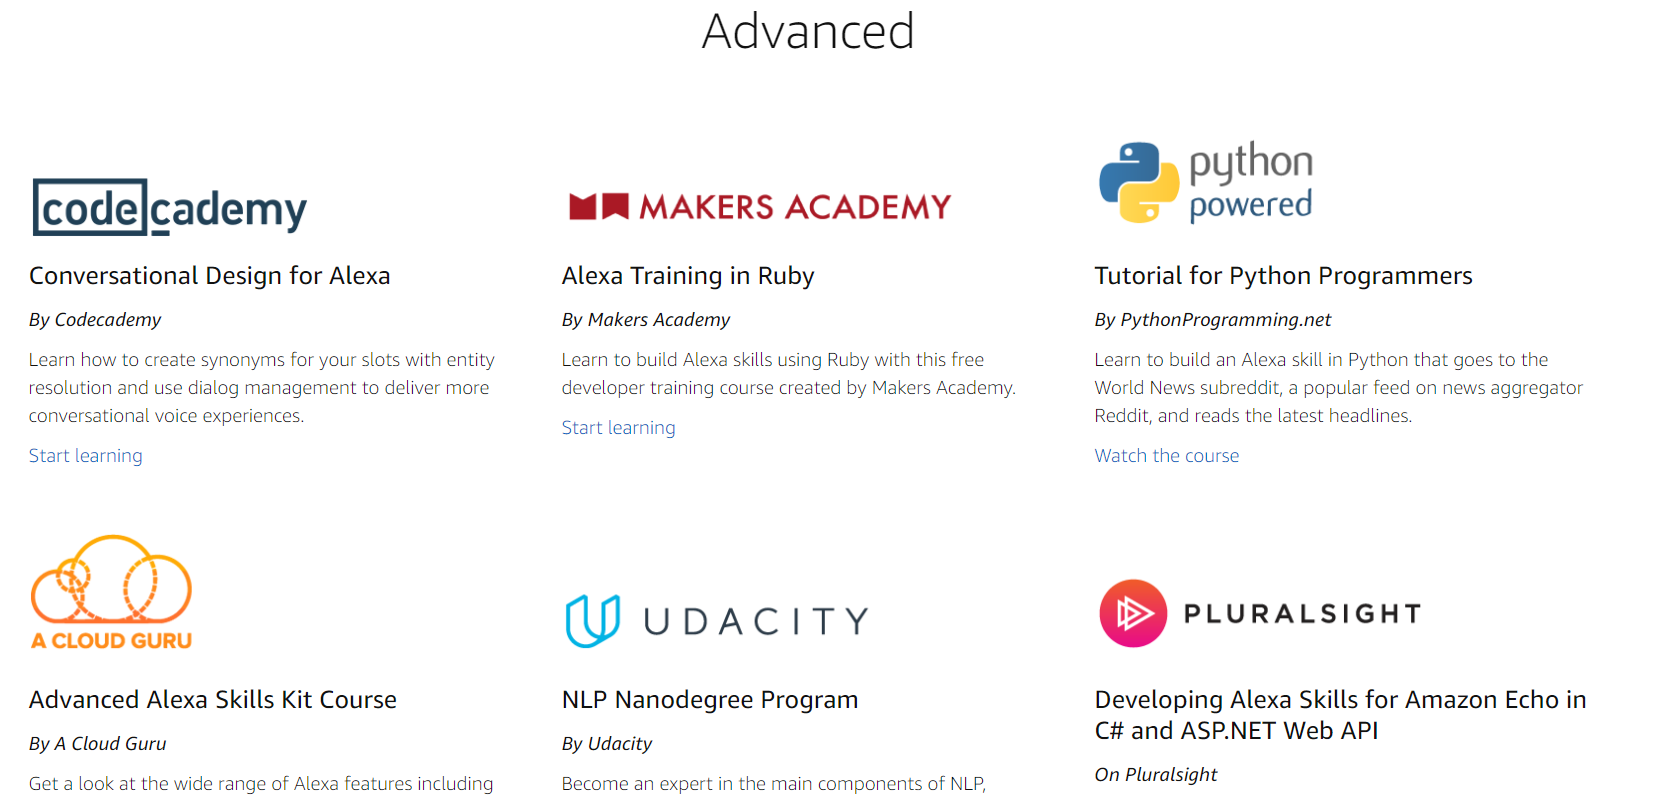 Advanced
codecademy
MAKERS ACADEMY
python
powered
Conversational Design for Alexa
By Codecademy
Learn how to create synonyms for your slots with entity
resolution and use dialog management to deliver more
conversational voice experiences.
Start learning
Alexa Training in Ruby
By Makers Academy
Learn to build Alexa skills using Ruby with this free
developer training course created by Makers Academy.
Start learning
Tutorial for Python Programmers
By PythonProgramming.net
Learn to build an Alexa skill in Python that goes to the
World News subreddit, a popular feed on news aggregator
Reddit, and reads the latest headlines.
Watch the course
A CLOUD GURU
UDACITY
PLURALSIGHT
Advanced Alexa Skills Kit Course
By A Cloud Guru
Get a look at the wide range of Alexa features including
NLP Nanodegree Program
By Udacity
Become an expert in the main components of NLP,
Developing Alexa Skills for Amazon Echo in
C# and ASP.NET Web API
On Pluralsight